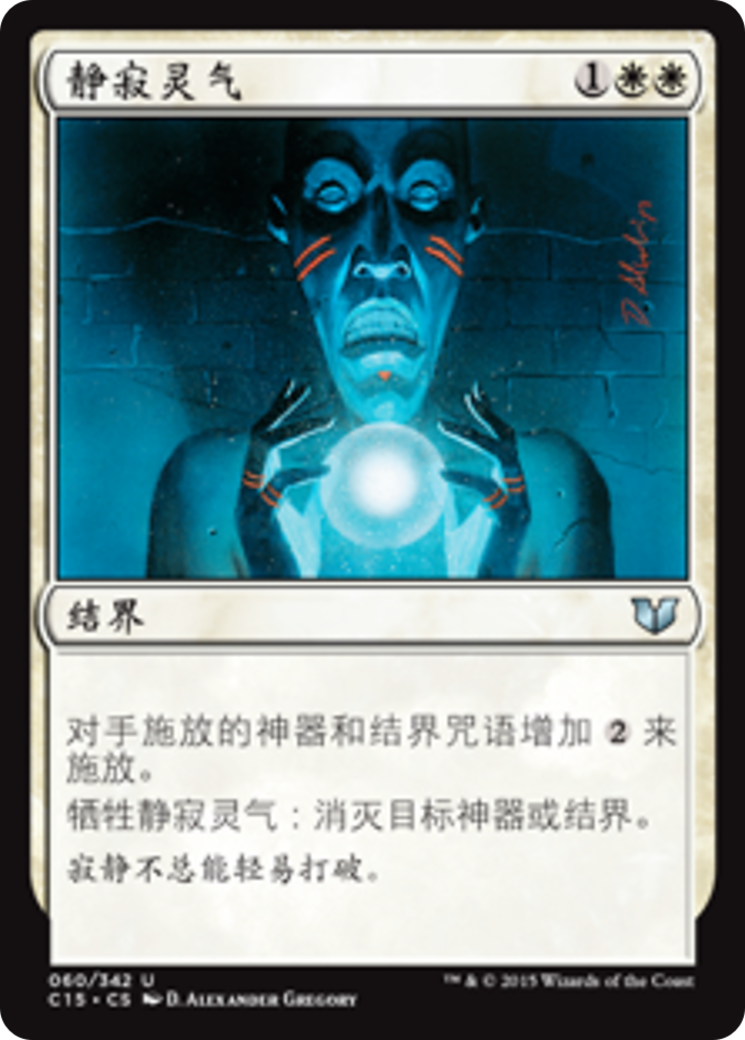 静寂灵气 1
D. Alexander G
结界
对手施放的神器和结界咒语增加 2 来
施放。
牺牲静寂灵气：消灭目标神器或结界。
寂静不总能轻易打破。
060/342 U
™ & © 2015 Wizards of the Coast
C15 • CS D. Alexander Gregory